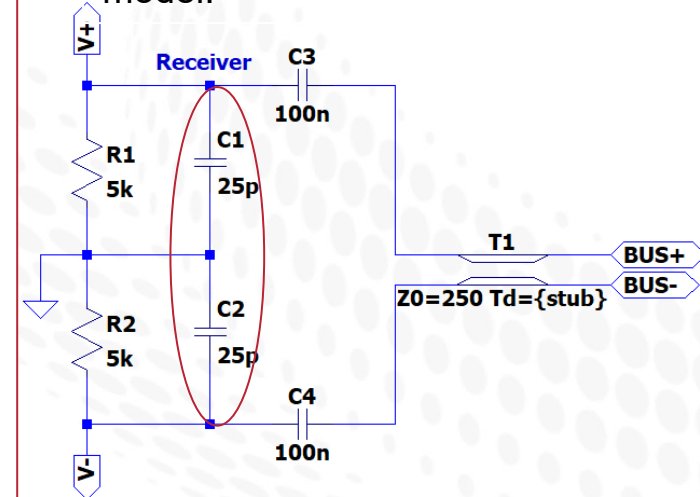 model.
V+
Receiver
C3
100n
C1
25p
R1
5k
T1
BUS+
BUS-
Z0=250 Td={stub}
C2
25p
R2
5k
C4
100n
V-